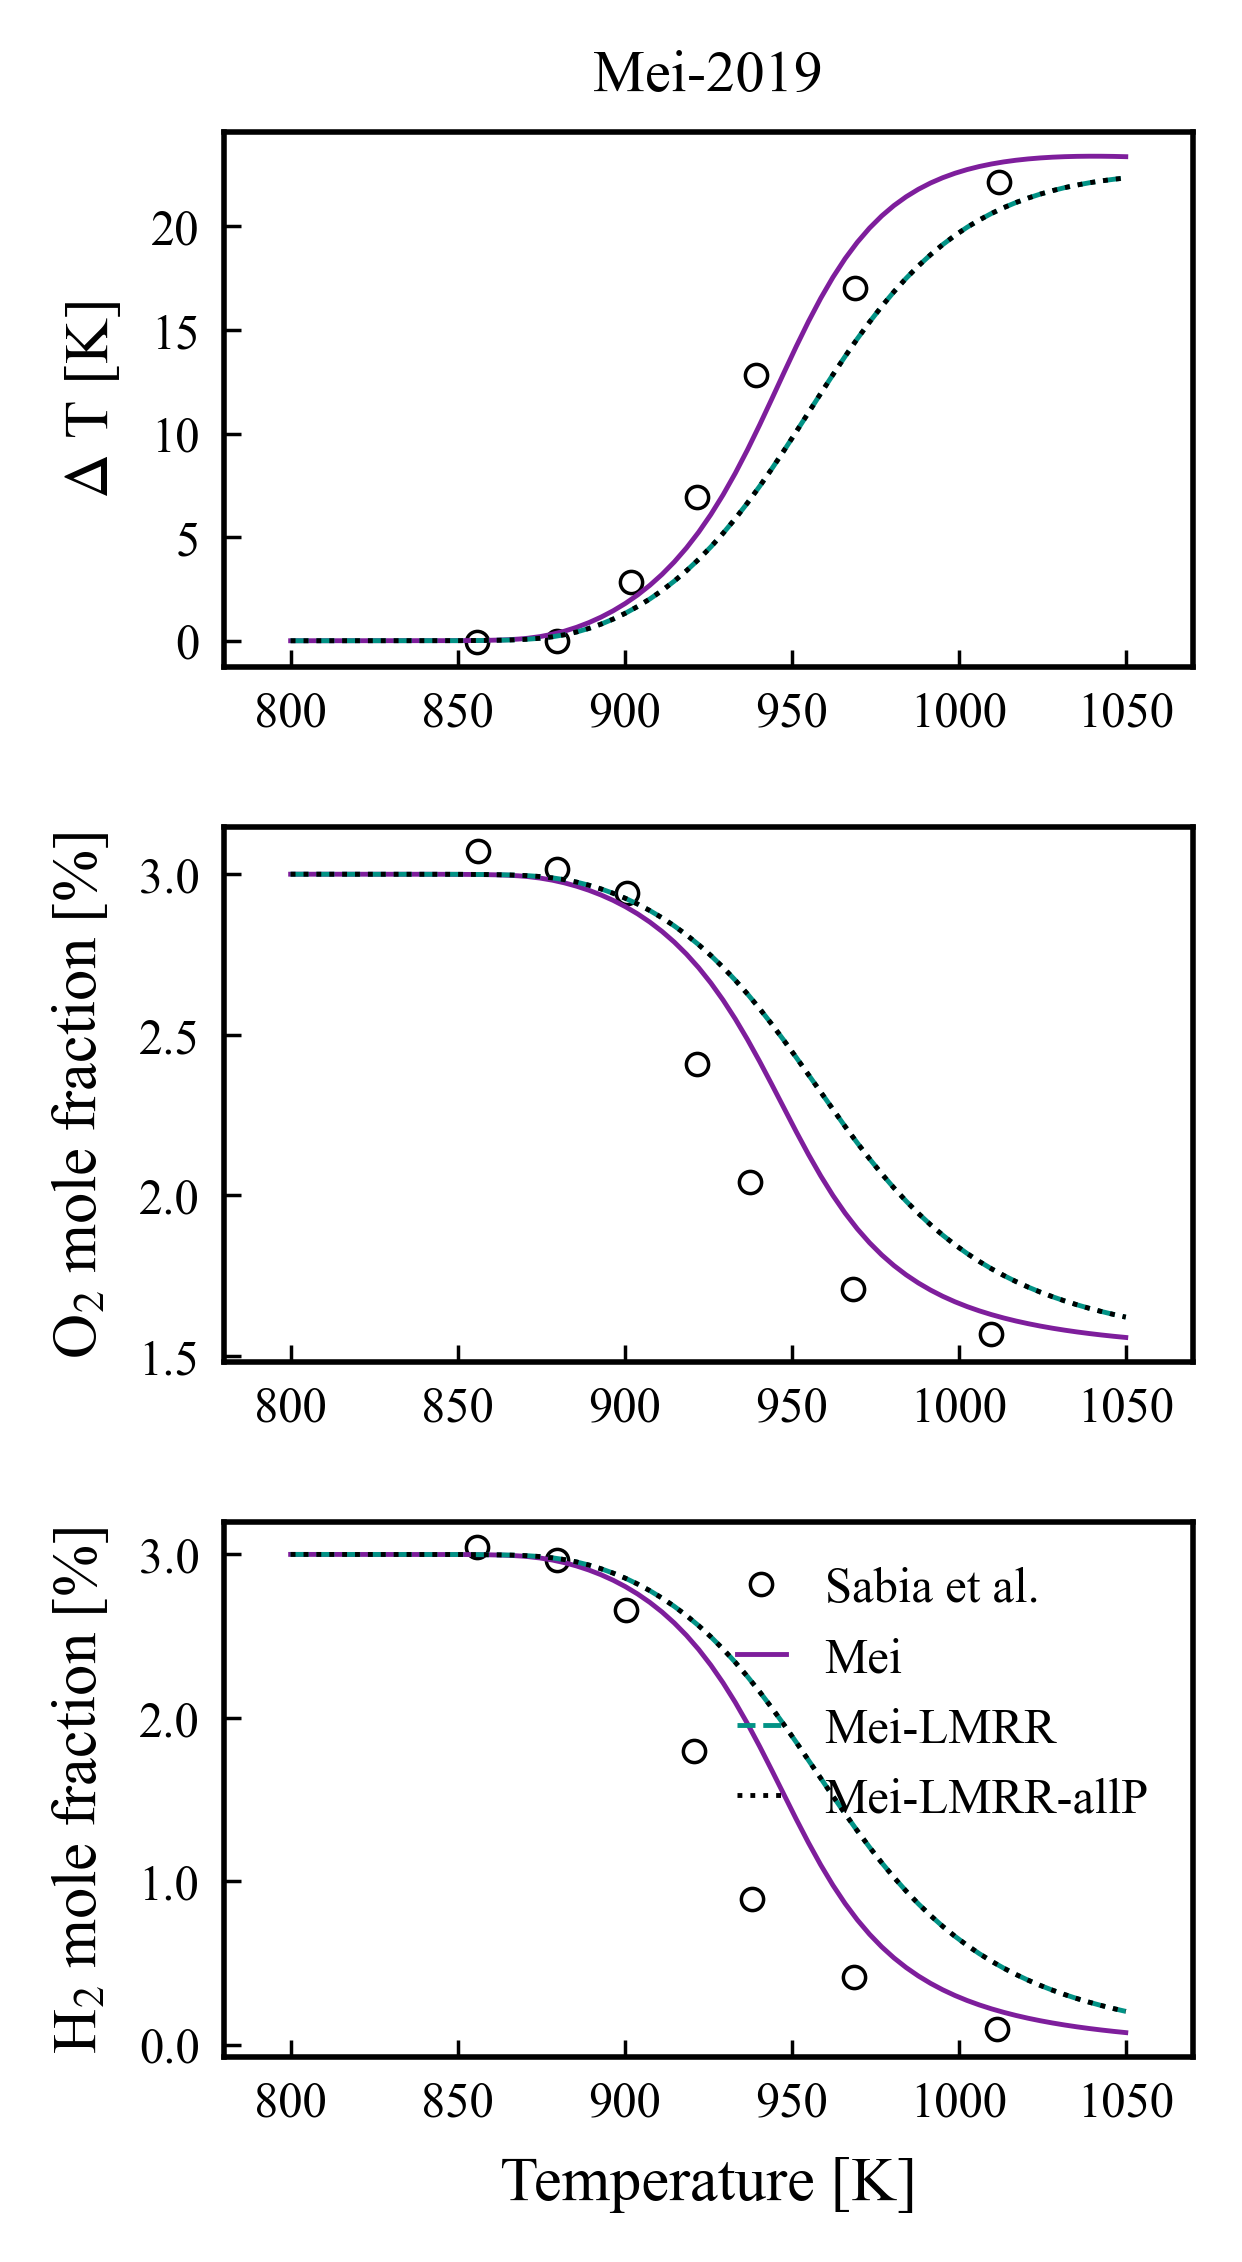 Mei-2019
Δ T [K]
20
15
10
5
0
800 850 900 950 1000 1050
O₂ mole fraction [%]
3.0
2.5
2.0
1.5
800 850 900 950 1000 1050
H₂ mole fraction [%]
3.0
2.0
1.0
0.0
Sabia et al.
Mei
Mei-LMRR
Mei-LMRR-allP
800 850 900 950 1000 1050
Temperature [K]